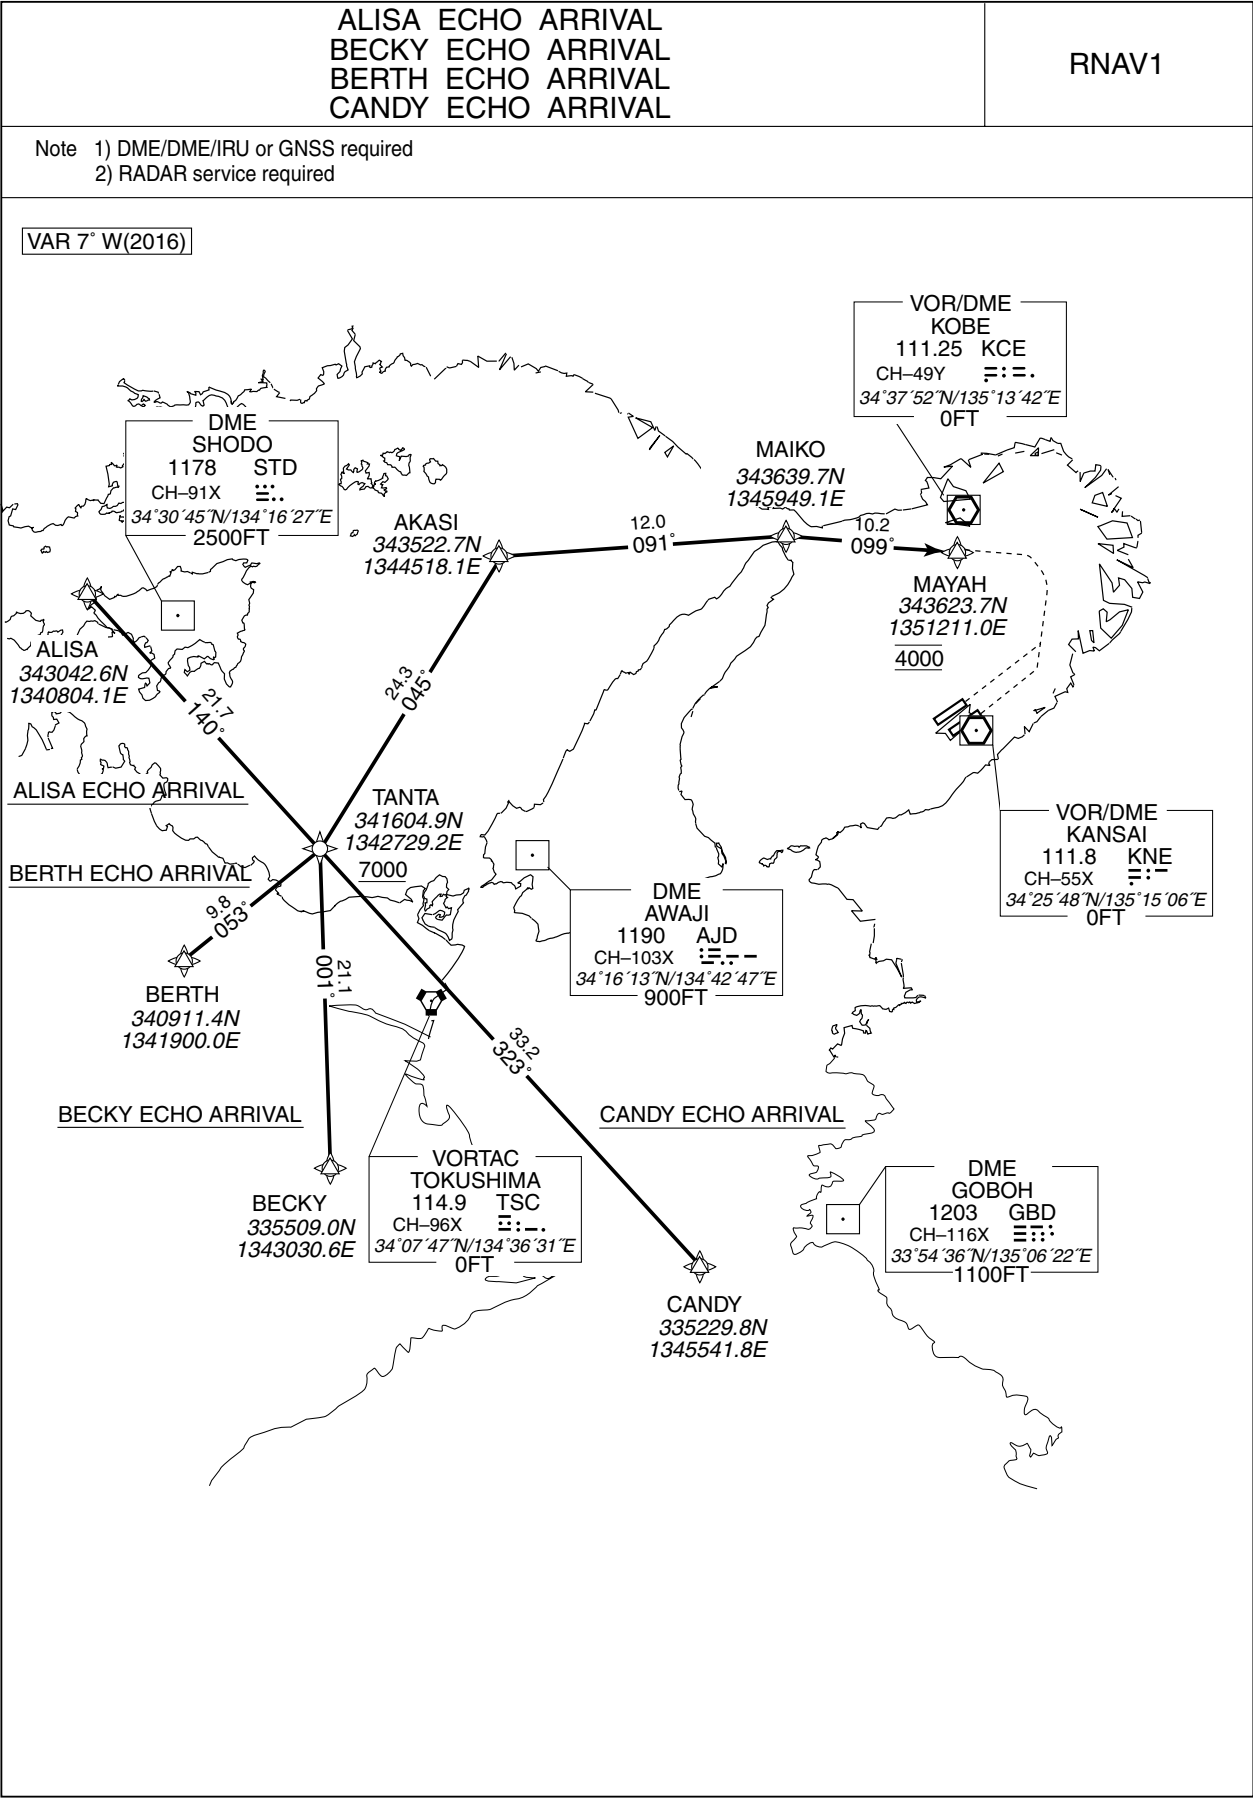 ALISA ECHO ARRIVAL
BECKY ECHO ARRIVAL
BERTH ECHO ARRIVAL
CANDY ECHO ARRIVAL
RNAV1
Note 1) DME/DME/IRU or GNSS required
2) RADAR service required
VAR 7° W(2016)
VOR/DME
KOBE
111.25 KCE
CH–49Y
34°37´52˝N/135°13´42˝E
0FT
DME
SHODO
1178 STD
CH–91X
34°30´45˝N/134°16´27˝E
2500FT
MAIKO
343639.7N
1345949.1E
AKASI
343522.7N
1344518.1E
12.0
091°
10.2
099°
MAYAH
343623.7N
1351211.0E
4000
ALISA
343042.6N
1340804.1E
21.7
140°
24.3
045°
ALISA ECHO ARRIVAL
TANTA
341604.9N
1342729.2E
7000
VOR/DME
KANSAI
111.8 KNE
CH–55X
34°25´48˝N/135°15´06˝E
0FT
BERTH ECHO ARRIVAL
9.8
053°
DME
AWAJI
1190 AJD
CH–103X
34°16´13˝N/134°42´47˝E
900FT
BERTH
340911.4N
1341900.0E
21.1
001°
33.2
323°
BECKY ECHO ARRIVAL
CANDY ECHO ARRIVAL
VORTAC
TOKUSHIMA
114.9 TSC
CH–96X
34°07´47˝N/134°36´31˝E
0FT
BECKY
335509.0N
1343030.6E
DME
GOBOH
1203 GBD
CH–116X
33°54´36˝N/135°06´22˝E
1100FT
CANDY
335229.8N
1345541.8E